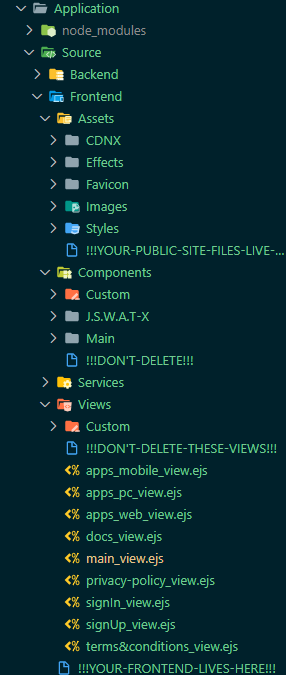 Application
node_modules
Source
Backend
Frontend
Assets
CDNX
Effects
Favicon
Images
Styles
!!!YOUR-PUBLIC-SITE-FILES-LIVE-...
Components
Custom
J.S.W.A.T-X
Main
!!!DON'T-DELETE!!!
Services
Views
Custom
!!!DON'T-DELETE-THESE-VIEWS!!!
apps_mobile_view.ejs
apps_pc_view.ejs
apps_web_view.ejs
docs_view.ejs
main_view.ejs
privacy-policy_view.ejs
signIn_view.ejs
signUp_view.ejs
terms&conditions_view.ejs
!!!YOUR-FRONTEND-LIVES-HERE!!!